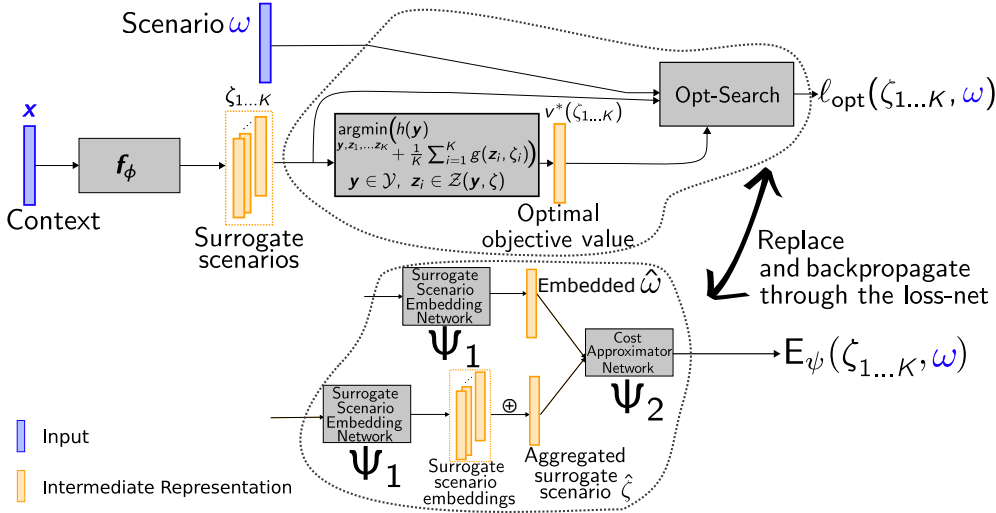 Scenario ω
x
Context
f_ϕ
ζ_{1...K}
Surrogate
scenarios
argmin(h(y)
y,z_1,...z_K
+ 1/K ∑_{i=1}^{K} g(z_i, ζ_i))
y ∈ 𝒴, z_i ∈ 𝒵(y, ζ)
v*(ζ_{1...K})
Optimal
objective value
Opt-Search
ℓ_opt(ζ_{1...K}, ω)
Replace
and backpropagate
through the loss-net
Surrogate
Scenario
Embedding
Network
Ψ_1
Embedded ω̂
Cost
Approximator
Network
Ψ_2
E_ψ(ζ_{1...K}, ω)
Surrogate
Scenario
Embedding
Network
Ψ_1
Surrogate
scenario
embeddings
⊕
Aggregated
surrogate
scenario ζ̂
Input
Intermediate Representation